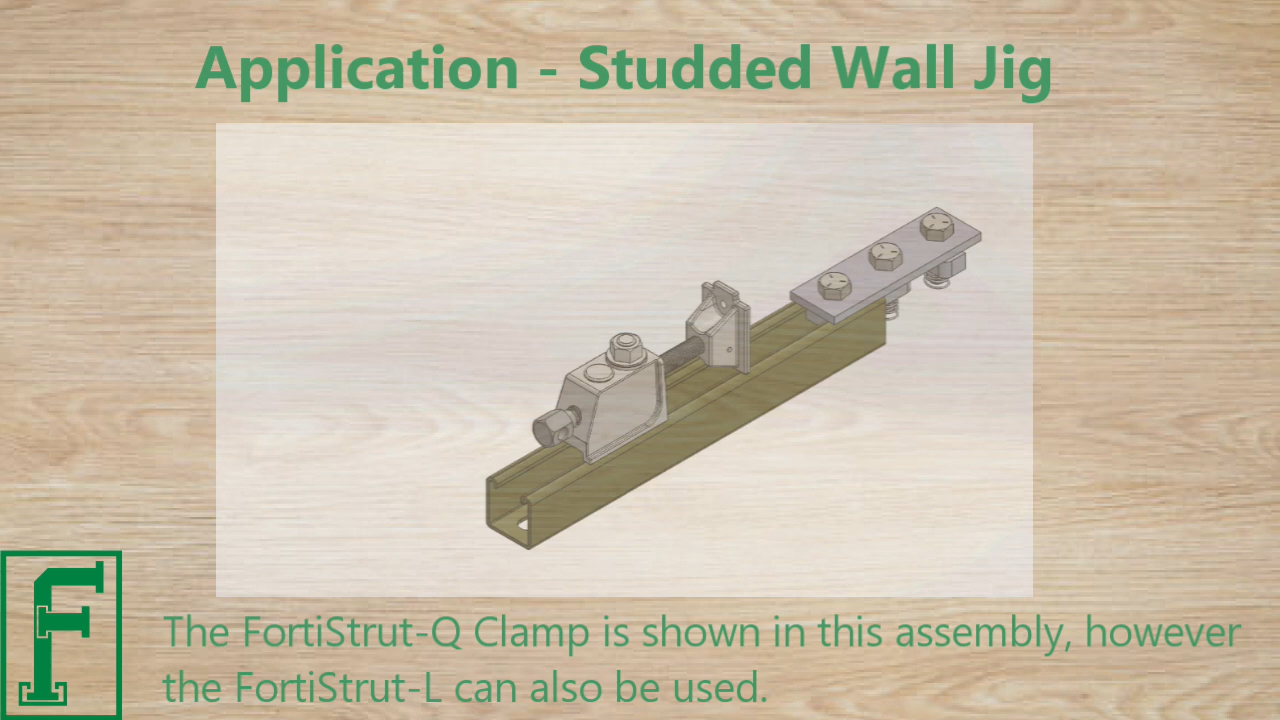 Application - Studded Wall Jig
The FortiStrut-Q Clamp is shown in this assembly, however
the FortiStrut-L can also be used.
F